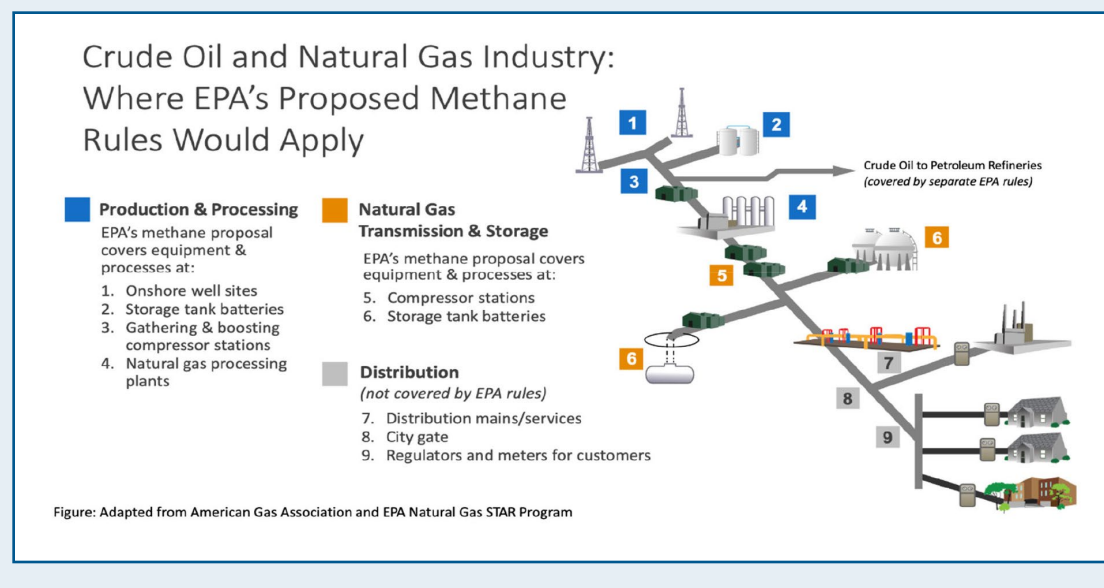 Crude Oil and Natural Gas Industry:
Where EPA's Proposed Methane
Rules Would Apply
1
2
Crude Oil to Petroleum Refineries
(covered by separate EPA rules)
3
4
Production & Processing
EPA's methane proposal
covers equipment &
processes at:
1. Onshore well sites
2. Storage tank batteries
3. Gathering & boosting
compressor stations
4. Natural gas processing
plants
Natural Gas
Transmission & Storage
EPA's methane proposal covers
equipment & processes at:
5. Compressor stations
6. Storage tank batteries
Distribution
(not covered by EPA rules)
7. Distribution mains/services
8. City gate
9. Regulators and meters for customers
6
5
6
7
8
9
Figure: Adapted from American Gas Association and EPA Natural Gas STAR Program